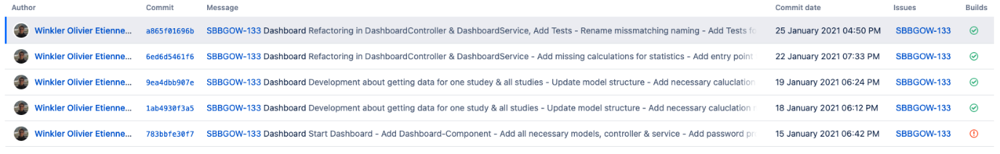 Author Commit Message Commit date Issues Builds
Winkler Olivier Etienne... a865f01696b SBBGOW-133 Dashboard Refactoring in DashboardController & DashboardService, Add Tests - Rename missmatching naming - Add Tests fo 25 January 2021 04:50 PM SBBGOW-133
Winkler Olivier Etienne... 6ed6d5461f6 SBBGOW-133 Dashboard Refactoring in DashboardController & DashboardService - Add missing calculations for statistics - Add entry point 22 January 2021 07:33 PM SBBGOW-133
Winkler Olivier Etienne... 9ea4dbb907e SBBGOW-133 Dashboard Development about getting data for one studey & all studies - Update model structure - Add necessary caluclation 19 January 2021 06:24 PM SBBGOW-133
Winkler Olivier Etienne... 1ab4930f3a5 SBBGOW-133 Dashboard Development about getting data for one study & all studies - Update model structure - Add necessary caluclation 18 January 2021 06:12 PM SBBGOW-133
Winkler Olivier Etienne... 783bbfe30f7 SBBGOW-133 Dashboard Start Dashboard - Add Dashboard-Component - Add all necessary models, controller & service - Add password pr 15 January 2021 06:42 PM SBBGOW-133